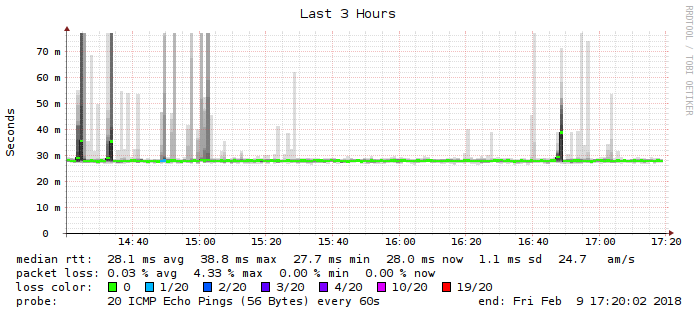 Last 3 Hours
RRDTOOL / TOBI OETIKER
Seconds
70 m
60 m
50 m
40 m
30 m
20 m
10 m
0
14:40 15:00 15:20 15:40 16:00 16:20 16:40 17:00 17:20
median rtt: 28.1 ms avg 38.8 ms max 27.7 ms min 28.0 ms now 1.1 ms sd 24.7 am/s
packet loss: 0.03 % avg 4.33 % max 0.00 % min 0.00 % now
loss color: 0 1/20 2/20 3/20 4/20 10/20 19/20
probe: 20 ICMP Echo Pings (56 Bytes) every 60s end: Fri Feb 9 17:20:02 2018